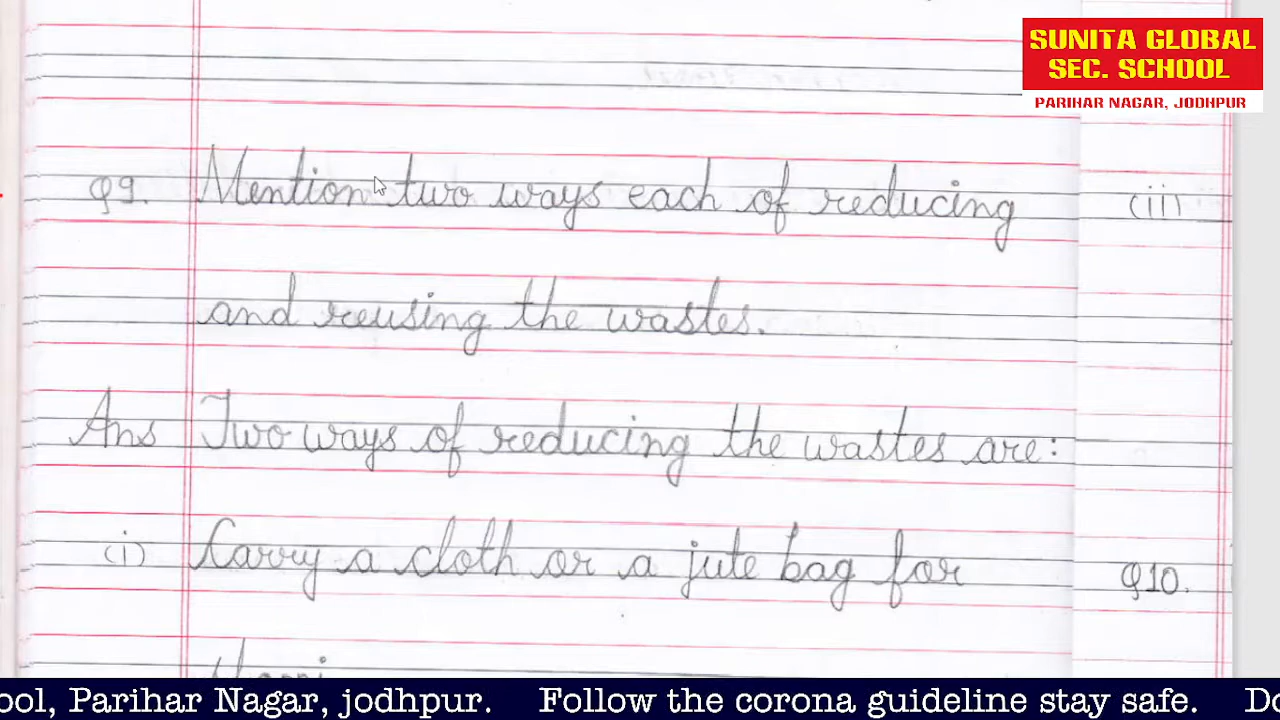 SUNITA GLOBAL
SEC. SCHOOL
PARIHAR NAGAR, JODHPUR
Q9. Mention two ways each of reducing
(iii)
and reusing the wastes.
Ans Two ways of reducing the wastes are:
(i) Carry a cloth or a jute bag for
Q10.
ool, Parihar Nagar, jodhpur. Follow the corona guideline stay safe. Do